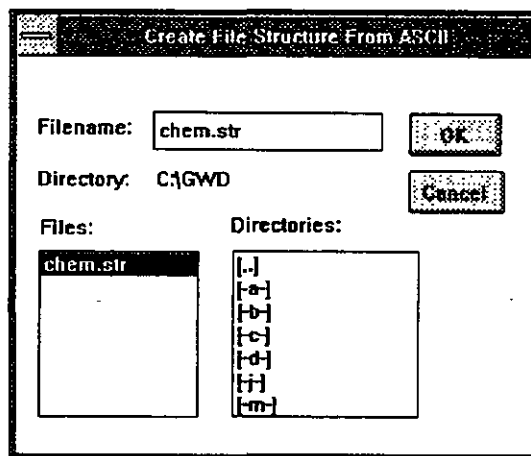 Create File Structure From ASCII
Filename: chem.str OK
Directory: C:\GWD Cancel
Files: Directories:
chem.str
[..]
[-a-]
[-b-]
[-c-]
[-d-]
[-j-]
[-m-]